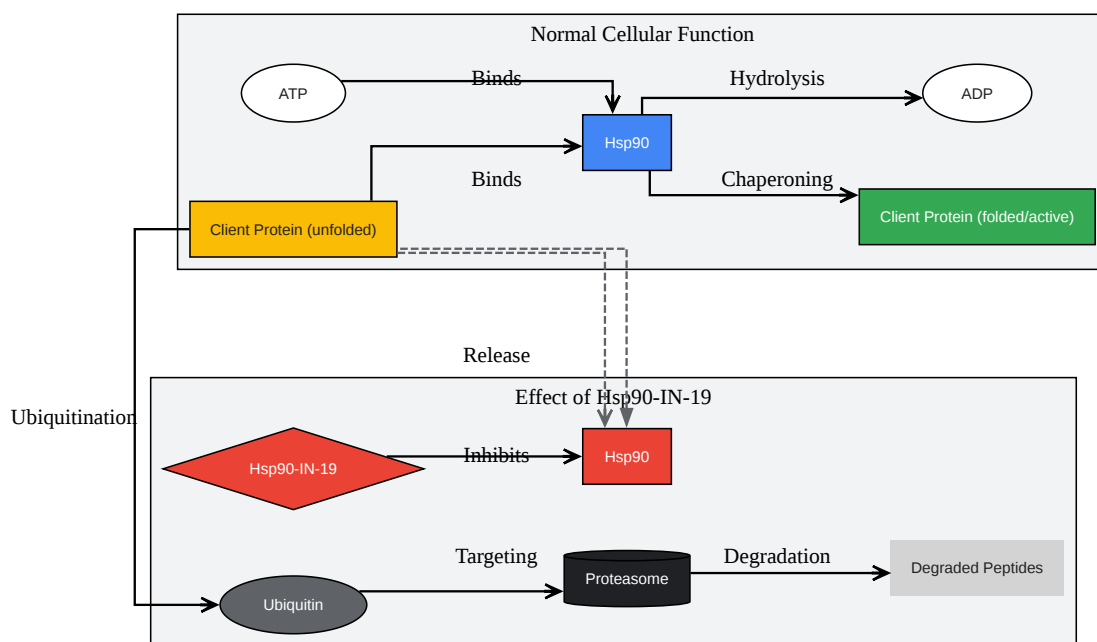 Normal Cellular Function
Binds
Hydrolysis
ATP
ADP
Hsp90
Binds
Chaperoning
Client Protein (unfolded)
Client Protein (folded/active)
Release
Effect of Hsp90-IN-19
Ubiquitination
Hsp90-IN-19
Inhibits
Hsp90
Targeting
Degradation
Proteasome
Degraded Peptides
Ubiquitin